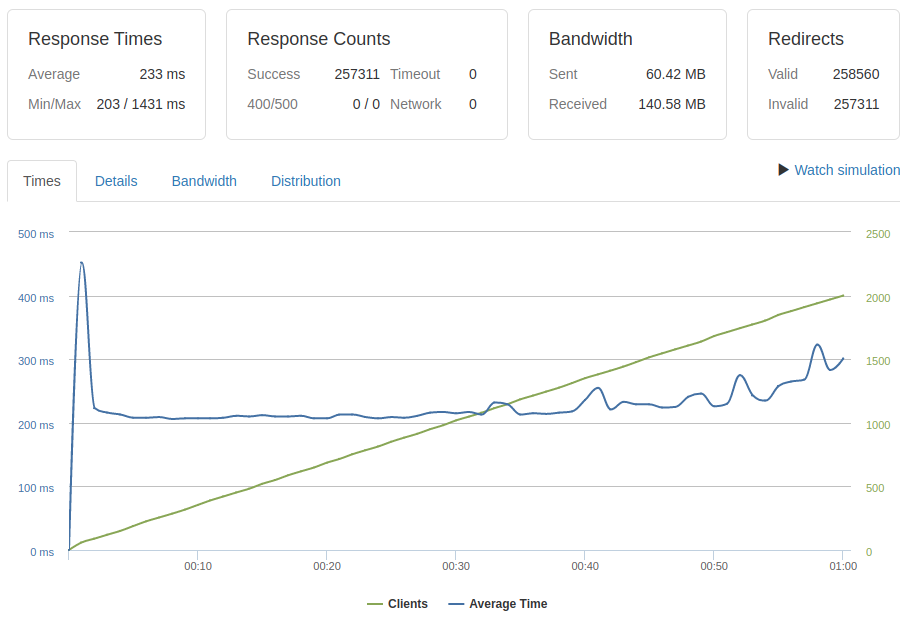 Response Times
Average 233 ms
Min/Max 203 / 1431 ms
Response Counts
Success 257311 Timeout 0
400/500 0 / 0 Network 0
Bandwidth
Sent 60.42 MB
Received 140.58 MB
Redirects
Valid 258560
Invalid 257311
Times Details Bandwidth Distribution
Watch simulation
500 ms 2500
400 ms 2000
300 ms 1500
200 ms 1000
100 ms 500
0 ms 0
00:10 00:20 00:30 00:40 00:50 01:00
Clients Average Time